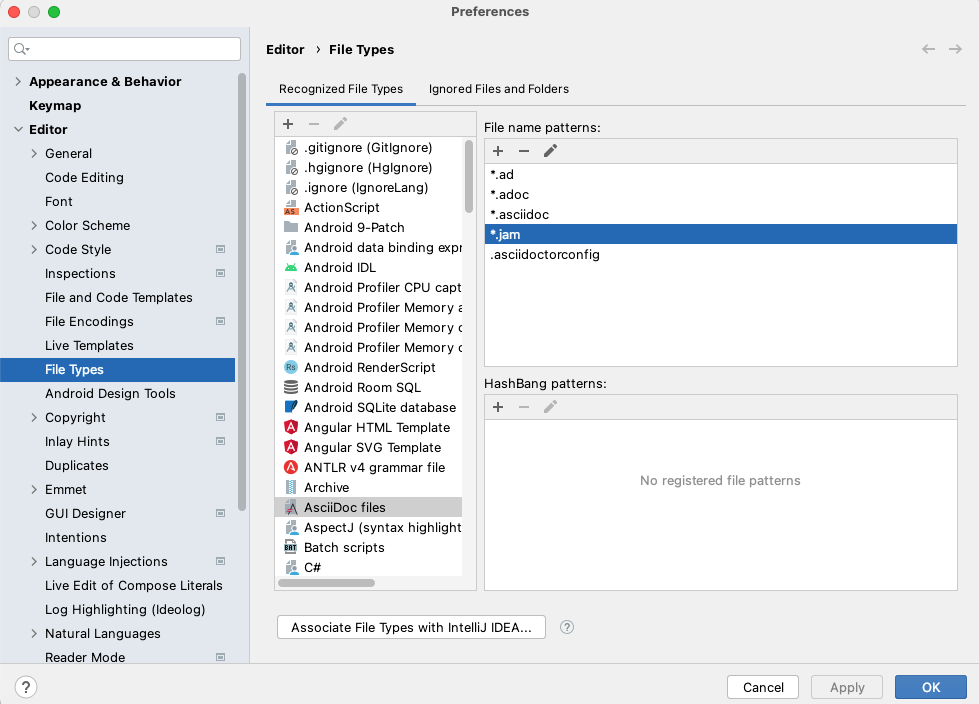 Preferences
Appearance & Behavior
Keymap
Editor
General
Code Editing
Font
Color Scheme
Code Style
Inspections
File and Code Templates
File Encodings
Live Templates
File Types
Android Design Tools
Copyright
Inlay Hints
Duplicates
Emmet
GUI Designer
Intentions
Language Injections
Live Edit of Compose Literals
Log Highlighting (Ideolog)
Natural Languages
Reader Mode
Editor › File Types
Recognized File Types
Ignored Files and Folders
.gitignore (GitIgnore)
.hgignore (HgIgnore)
.ignore (IgnoreLang)
ActionScript
Android 9-Patch
Android data binding expr
Android IDL
Android Profiler CPU capt
Android Profiler Memory a
Android Profiler Memory c
Android Profiler Memory c
Android RenderScript
Android Room SQL
Android SQLite database
Angular HTML Template
Angular SVG Template
ANTLR v4 grammar file
Archive
AsciiDoc files
AspectJ (syntax highlight
Batch scripts
C#
File name patterns:
*.ad
*.adoc
*.asciidoc
*.jam
.asciidoctorconfig
HashBang patterns:
No registered file patterns
Associate File Types with IntelliJ IDEA...
?
?
Cancel
Apply
OK